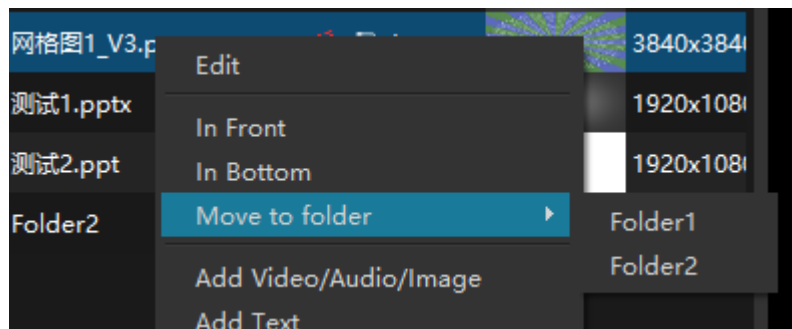 网格图1_V3.p
3840x384
Edit
测试1.pptx
1920x108
In Front
测试2.ppt
1920x108
In Bottom
Folder2
Move to folder
Folder1
Folder2
Add Video/Audio/Image
Add Text